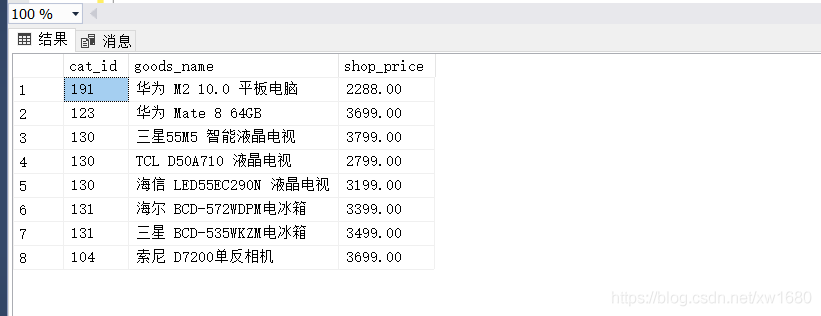 100 %
结果 消息
cat_id goods_name shop_price
1 191 华为 M2 10.0 平板电脑 2288.00
2 123 华为 Mate 8 64GB 3699.00
3 130 三星55M5 智能液晶电视 3799.00
4 130 TCL D50A710 液晶电视 2799.00
5 130 海信 LED55EC290N 液晶电视 3199.00
6 131 海尔 BCD-572WDPM电冰箱 3399.00
7 131 三星 BCD-535WKZM电冰箱 3499.00
8 104 索尼 D7200单反相机 3699.00
https://blog.csdn.net/xw1680